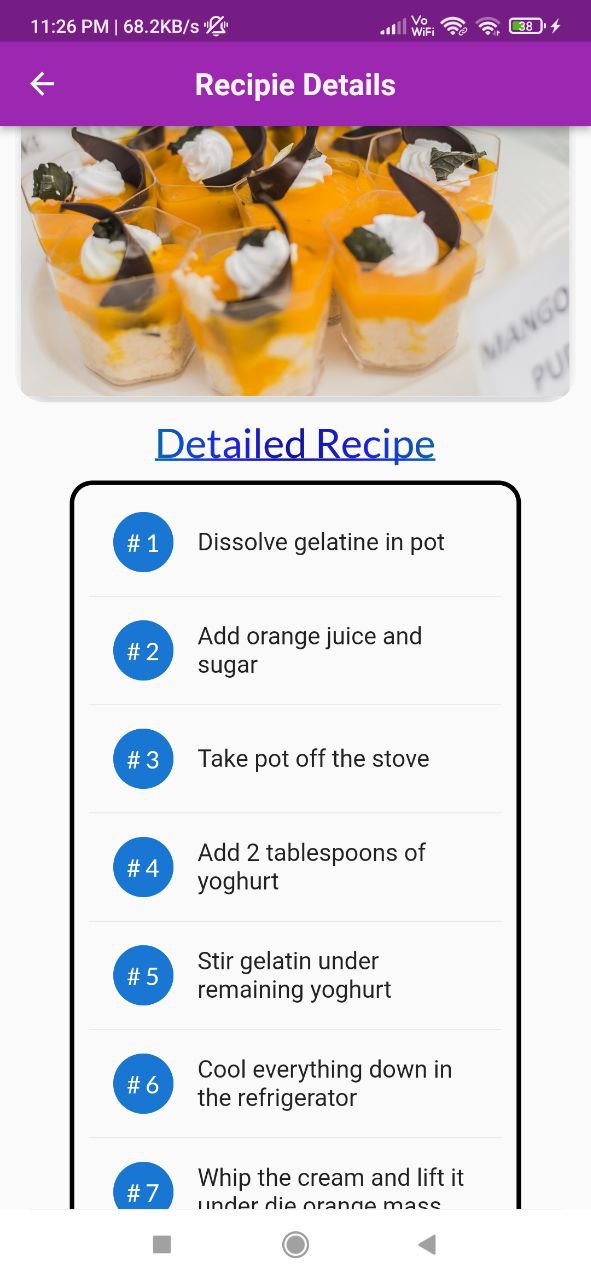 11:26 PM | 68.2KB/s
Vo
WiFi
38
Recipie Details
MANGO
Detailed Recipe
# 1
Dissolve gelatine in pot
# 2
Add orange juice and
sugar
# 3
Take pot off the stove
# 4
Add 2 tablespoons of
yoghurt
# 5
Stir gelatin under
remaining yoghurt
# 6
Cool everything down in
the refrigerator
# 7
Whip the cream and lift it
under die orange mass